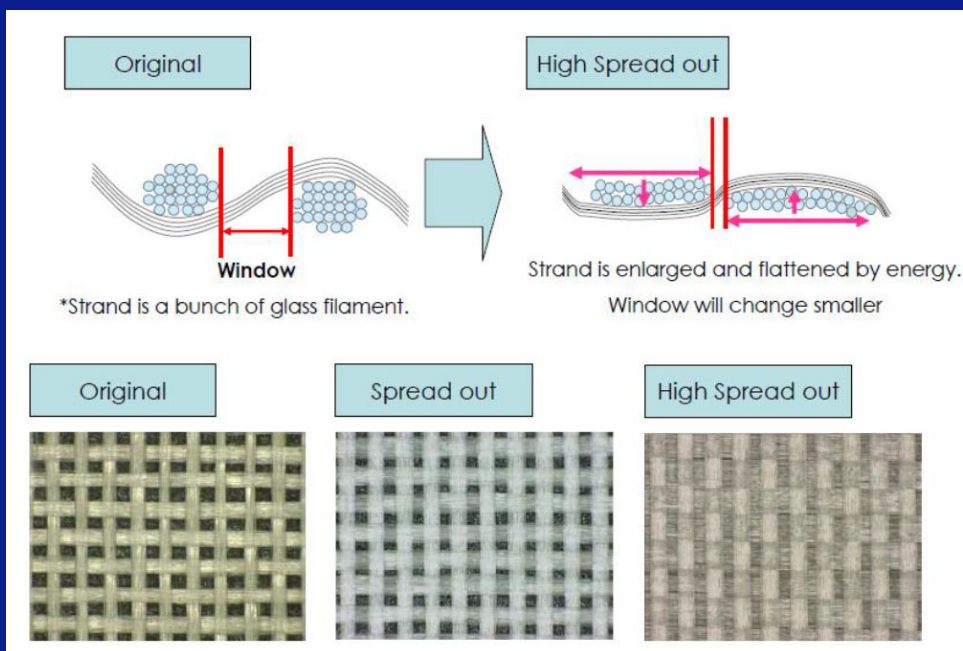 Original
High Spread out
Window
*Strand is a bunch of glass filament.
Strand is enlarged and flattened by energy.
Window will change smaller
Original
Spread out
High Spread out